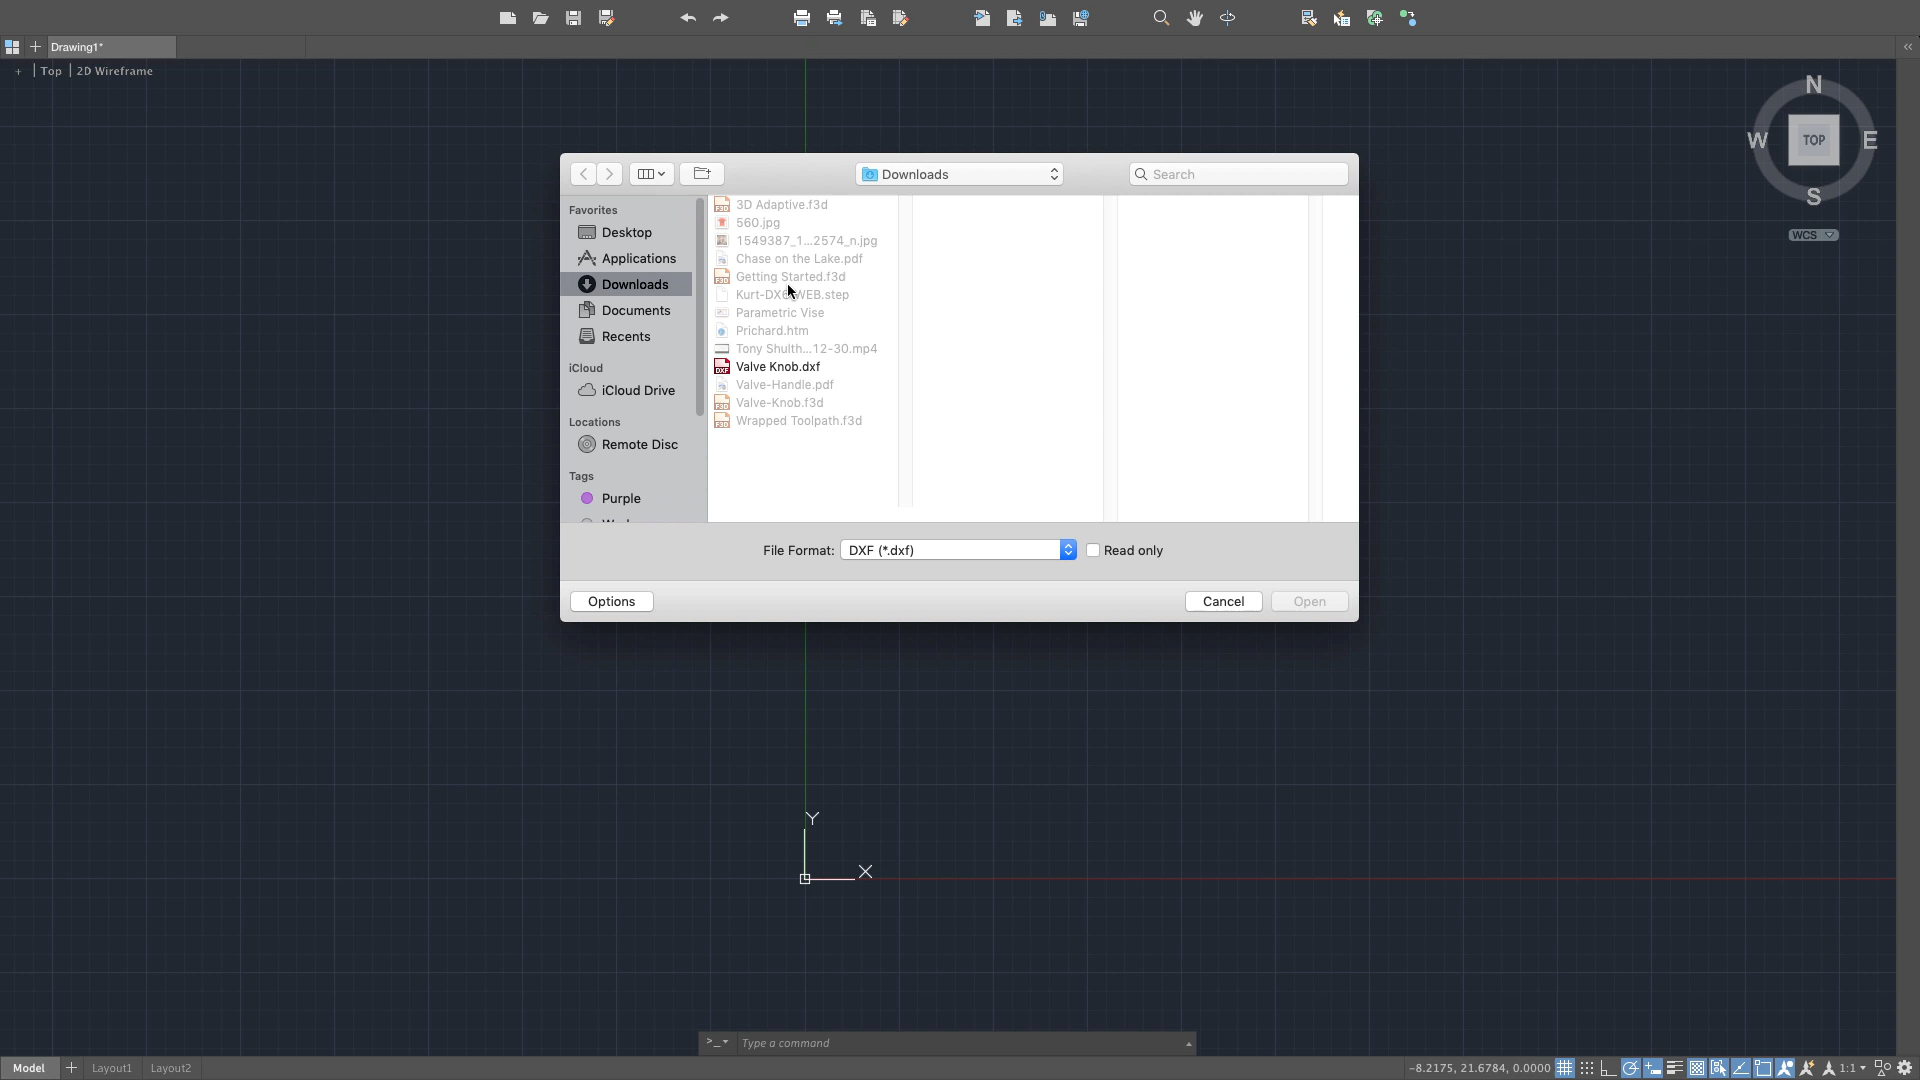 Drawing1*
+ | Top | 2D Wireframe
N
W
TOP
E
S
WCS
Downloads
Search
Favorites
Desktop
Applications
Downloads
Documents
Recents
iCloud
iCloud Drive
Locations
Remote Disc
Tags
Purple
3D Adaptive.f3d
560.jpg
1549387_1...2574_n.jpg
Chase on the Lake.pdf
Getting Started.f3d
Kurt-DX6 WEB.step
Parametric Vise
Prichard.htm
Tony Shulth...12-30.mp4
Valve Knob.dxf
Valve-Handle.pdf
Valve-Knob.f3d
Wrapped Toolpath.f3d
File Format: DXF (*.dxf) Read only
Options
Cancel
Open
Y
X
>_ Type a command
Model + Layout1 Layout2
-8.2175, 21.6784, 0.0000
1:1